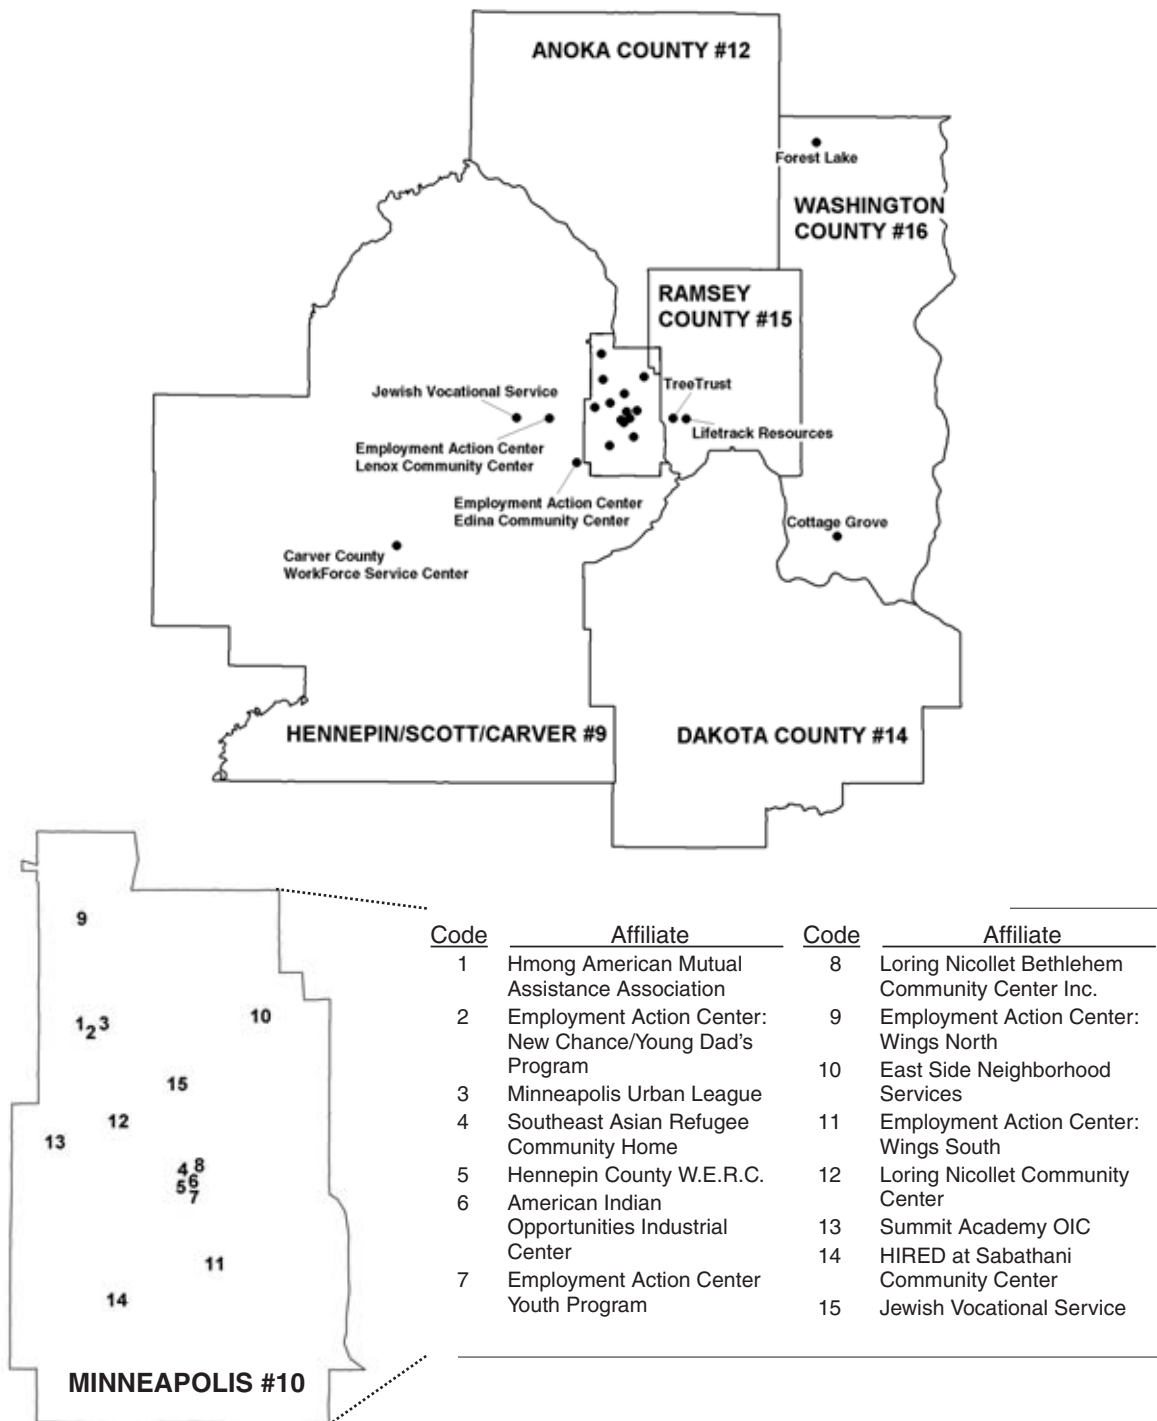 ANOKA COUNTY #12
Forest Lake
WASHINGTON
COUNTY #16
RAMSEY
COUNTY #15
Jewish Vocational Service
TreeTrust
Employment Action Center
Lenox Community Center
Lifetrack Resources
Employment Action Center
Edina Community Center
Cottage Grove
Carver County
WorkForce Service Center
HENNEPIN/SCOTT/CARVER #9
DAKOTA COUNTY #14
9
1 2 3
10
15
12
13
4 8
5 6
7
11
14
MINNEAPOLIS #10
Code Affiliate
1 Hmong American Mutual
Assistance Association
2 Employment Action Center:
New Chance/Young Dad's
Program
3 Minneapolis Urban League
4 Southeast Asian Refugee
Community Home
5 Hennepin County W.E.R.C.
6 American Indian
Opportunities Industrial
Center
7 Employment Action Center
Youth Program
Code Affiliate
8 Loring Nicollet Bethlehem
Community Center Inc.
9 Employment Action Center:
Wings North
10 East Side Neighborhood
Services
11 Employment Action Center:
Wings South
12 Loring Nicollet Community
Center
13 Summit Academy OIC
14 HIRED at Sabathani
Community Center
15 Jewish Vocational Service